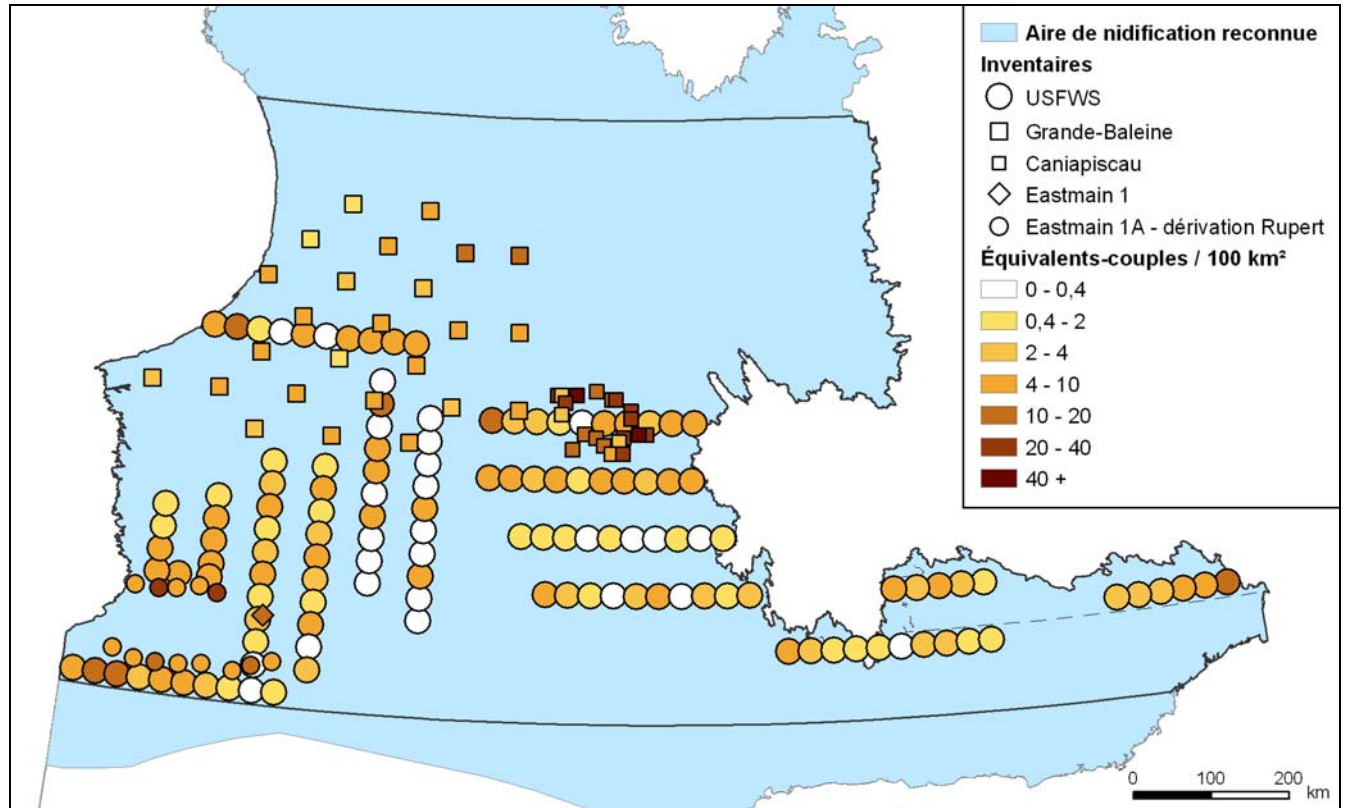 Aire de nidification reconnue
Inventaires
USFWS
Grande-Baleine
Caniapiscau
Eastmain 1
Eastmain 1A - dérivation Rupert
Équivalents-couples / 100 km²
0 - 0,4
0,4 - 2
2 - 4
4 - 10
10 - 20
20 - 40
40 +
0 100 200
km